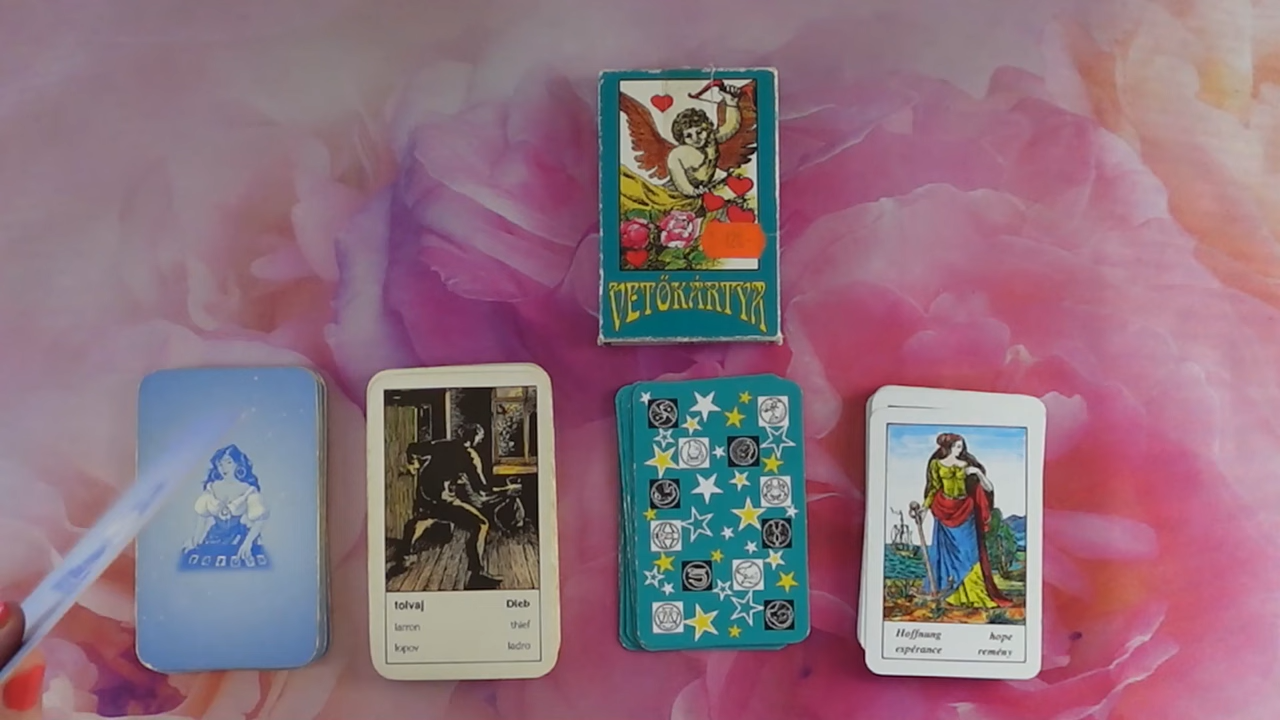 VETŐKÁRTYA
tolvaj Dieb
larron thief
lopov ladro
Hoffnung hope
espérance remény